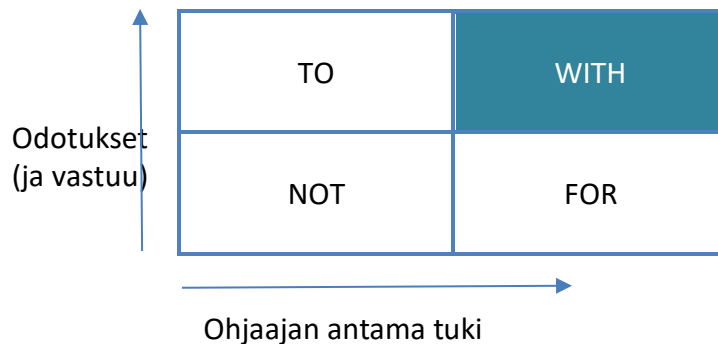 TO
WITH
Odotukset
(ja vastuu)
NOT
FOR
Ohjaajan antama tuki